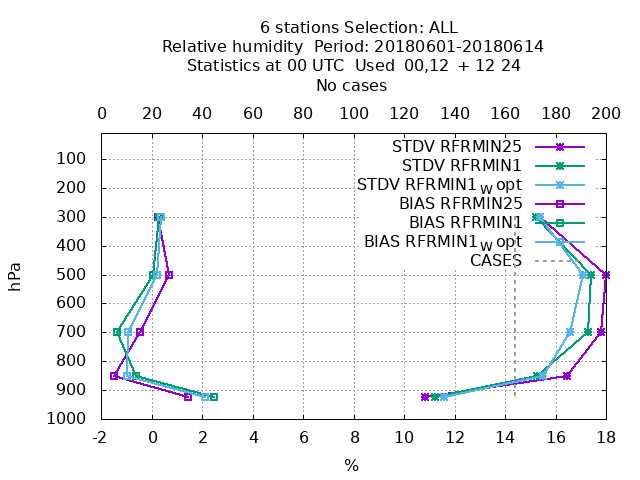 6 stations Selection: ALL
Relative humidity  Period: 20180601-20180614
Statistics at 00 UTC  Used  00,12  + 12 24
No cases
0 20 40 60 80 100 120 140 160 180 200
STDV RFRMIN25
STDV RFRMIN1
STDV RFRMIN1w opt
BIAS RFRMIN25
BIAS RFRMIN1
BIAS RFRMIN1w opt
CASES
hPa
100
200
300
400
500
600
700
800
900
1000
-2 0 2 4 6 8 10 12 14 16 18
%